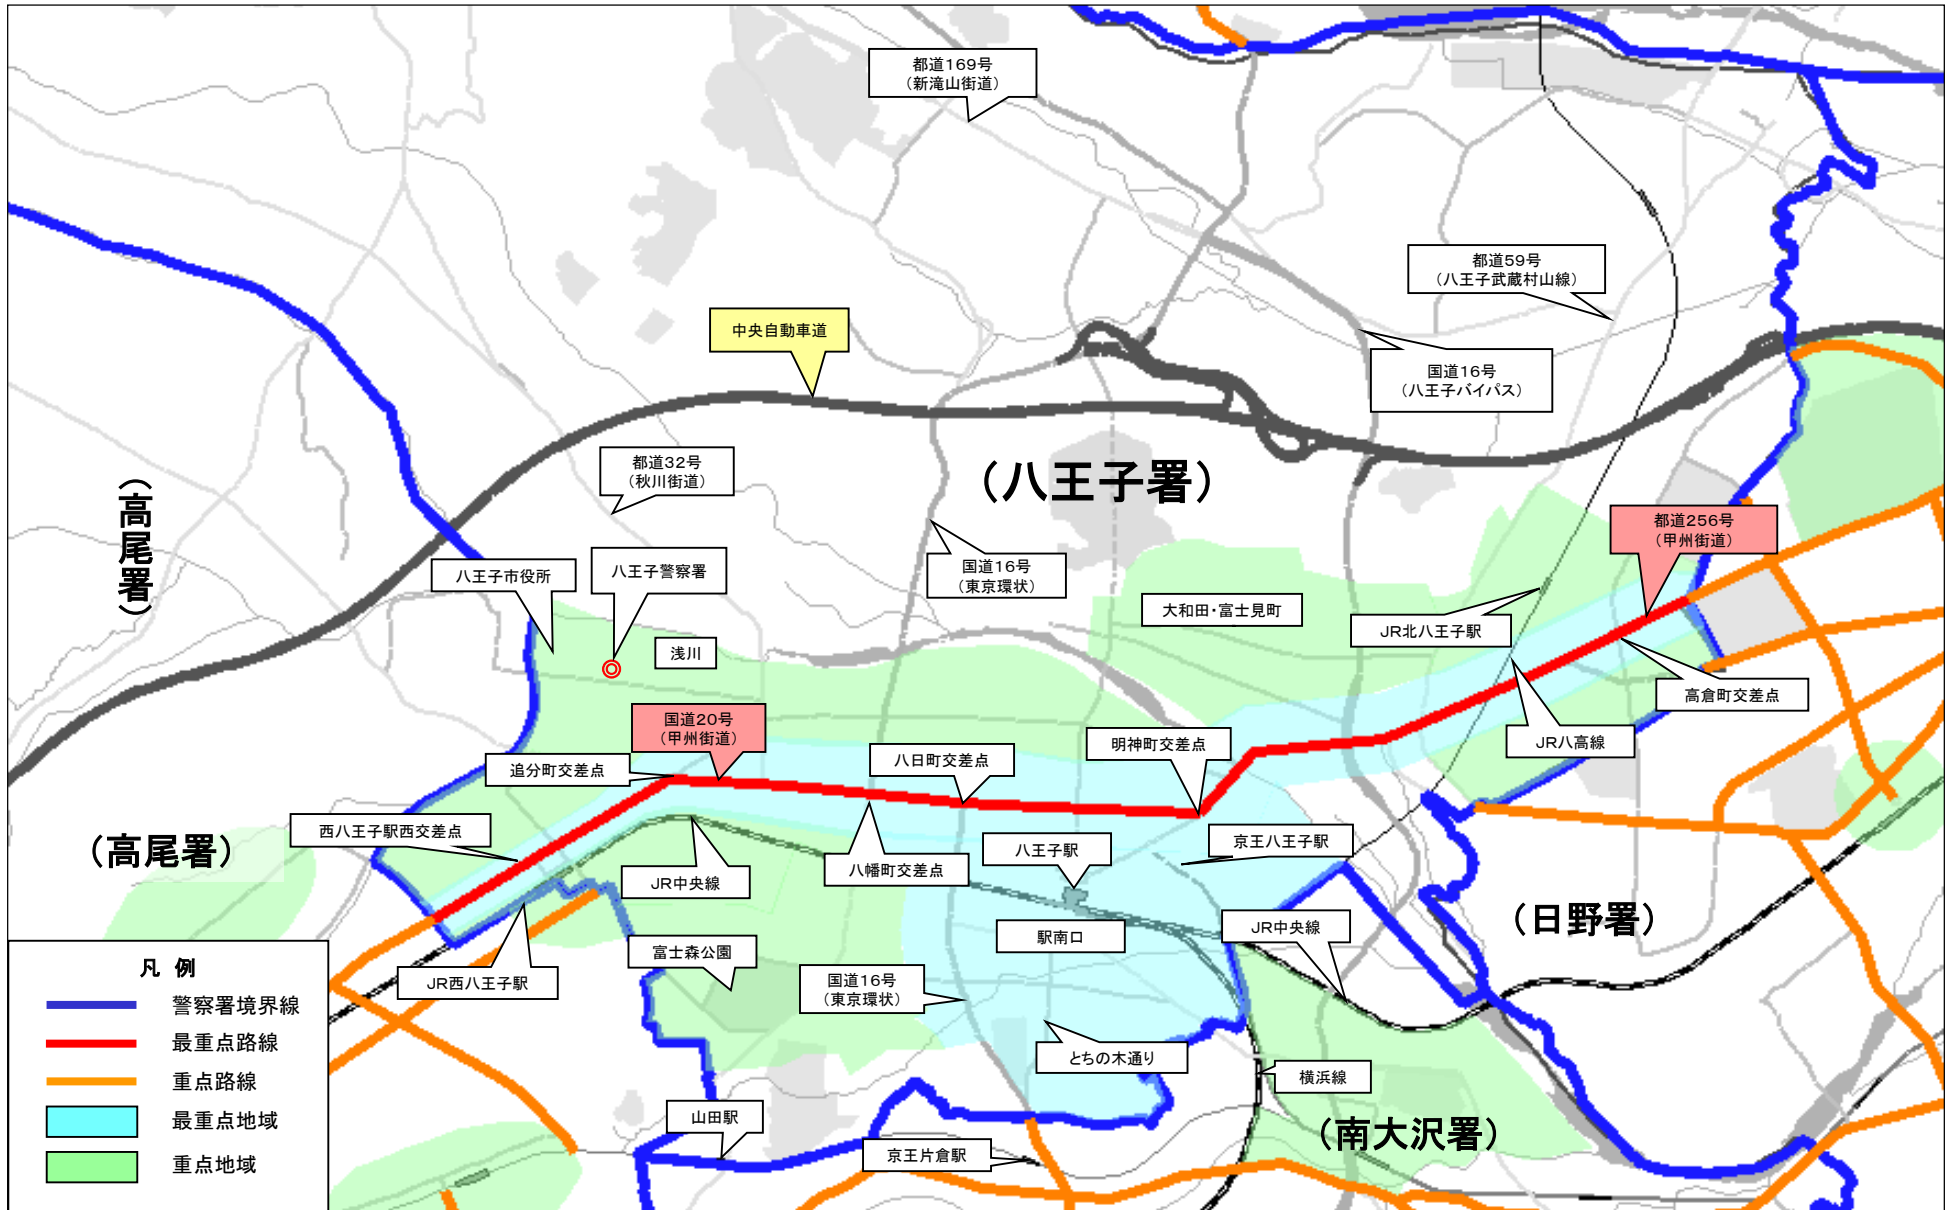 都道169号
（新滝山街道）
都道59号
（八王子武蔵村山線）
中央自動車道
国道16号
（八王子バイパス）
都道32号
（秋川街道）
（八王子署）
（高尾署）
都道256号
（甲州街道）
八王子市役所
八王子警察署
国道16号
（東京環状）
大和田・富士見町
JR北八王子駅
浅川
高倉町交差点
国道20号
（甲州街道）
明神町交差点
JR八高線
追分町交差点
八日町交差点
西八王子駅西交差点
（高尾署）
八王子駅
京王八王子駅
八幡町交差点
JR中央線
（日野署）
JR中央線
駅南口
富士森公園
JR西八王子駅
国道16号
（東京環状）
とちの木通り
横浜線
山田駅
（南大沢署）
京王片倉駅
凡 例
警察署境界線
最重点路線
重点路線
最重点地域
重点地域